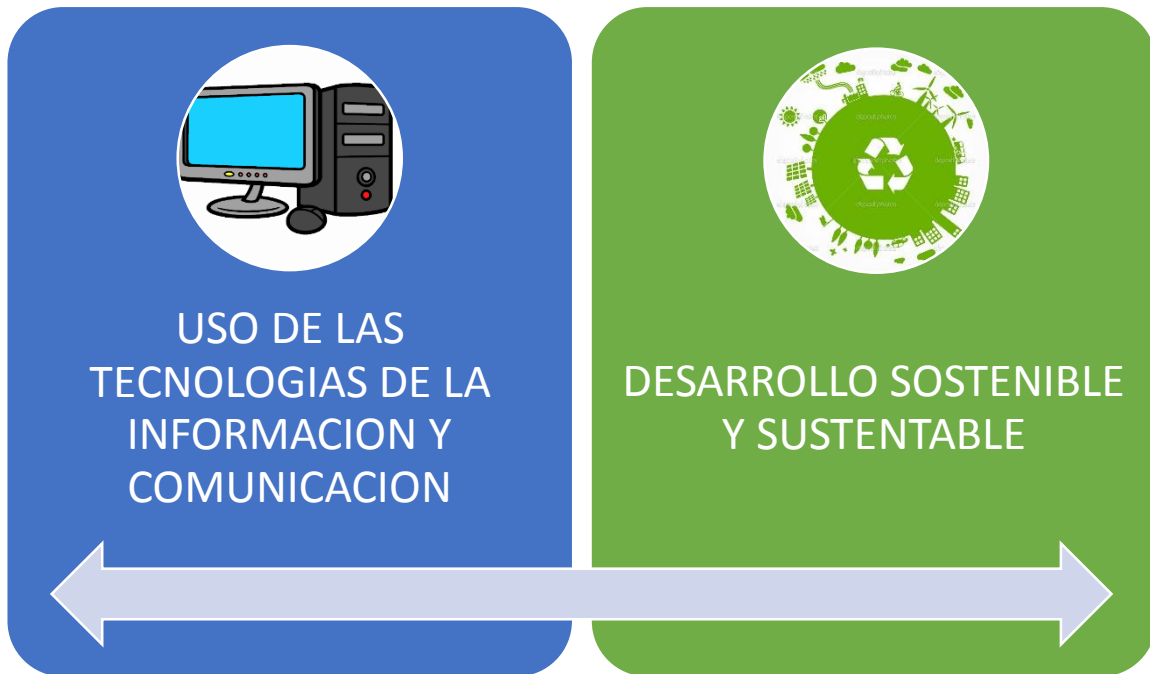 USO DE LAS
TECNOLOGIAS DE LA
INFORMACION Y
COMUNICACION
DESARROLLO SOSTENIBLE
Y SUSTENTABLE